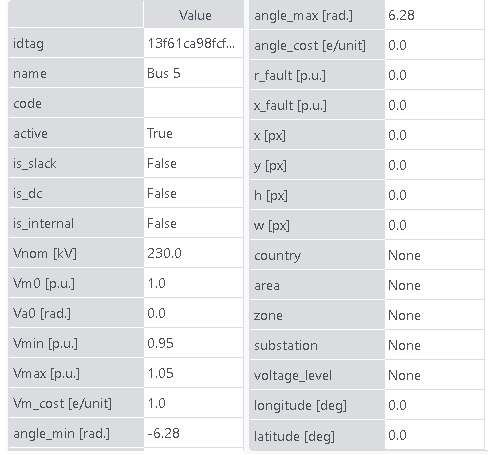 Value
idtag 13f61ca98fcf...
name Bus 5
code
active True
is_slack False
is_dc False
is_internal False
Vnom [kV] 230.0
Vm0 [p.u.] 1.0
Va0 [rad.] 0.0
Vmin [p.u.] 0.95
Vmax [p.u.] 1.05
Vm_cost [e/unit] 1.0
angle_min [rad.] -6.28
angle_max [rad.] 6.28
angle_cost [e/unit] 0.0
r_fault [p.u.] 0.0
x_fault [p.u.] 0.0
x [px] 0.0
y [px] 0.0
h [px] 0.0
w [px] 0.0
country None
area None
zone None
substation None
voltage_level None
longitude [deg] 0.0
latitude [deg] 0.0